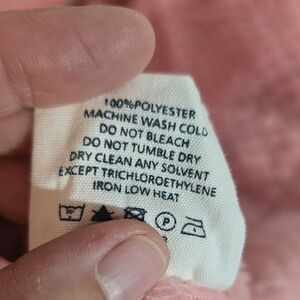 100%POLYESTER
MACHINE WASH COLD
DO NOT BLEACH
DO NOT TUMBLE DRY
DRY CLEAN ANY SOLVENT
EXCEPT TRICHLOROETHYLENE
IRON LOW HEAT